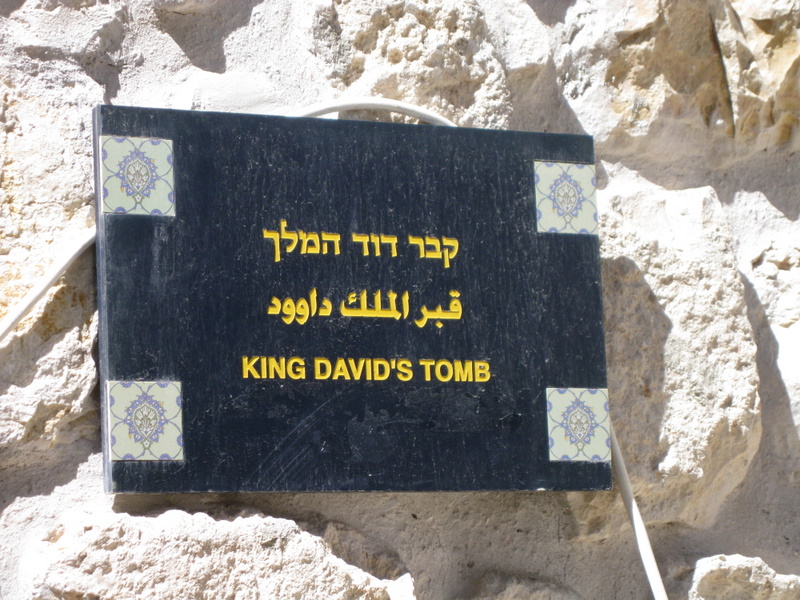 קבר דוד המלך
قبر الملك داوود
KING DAVID'S TOMB